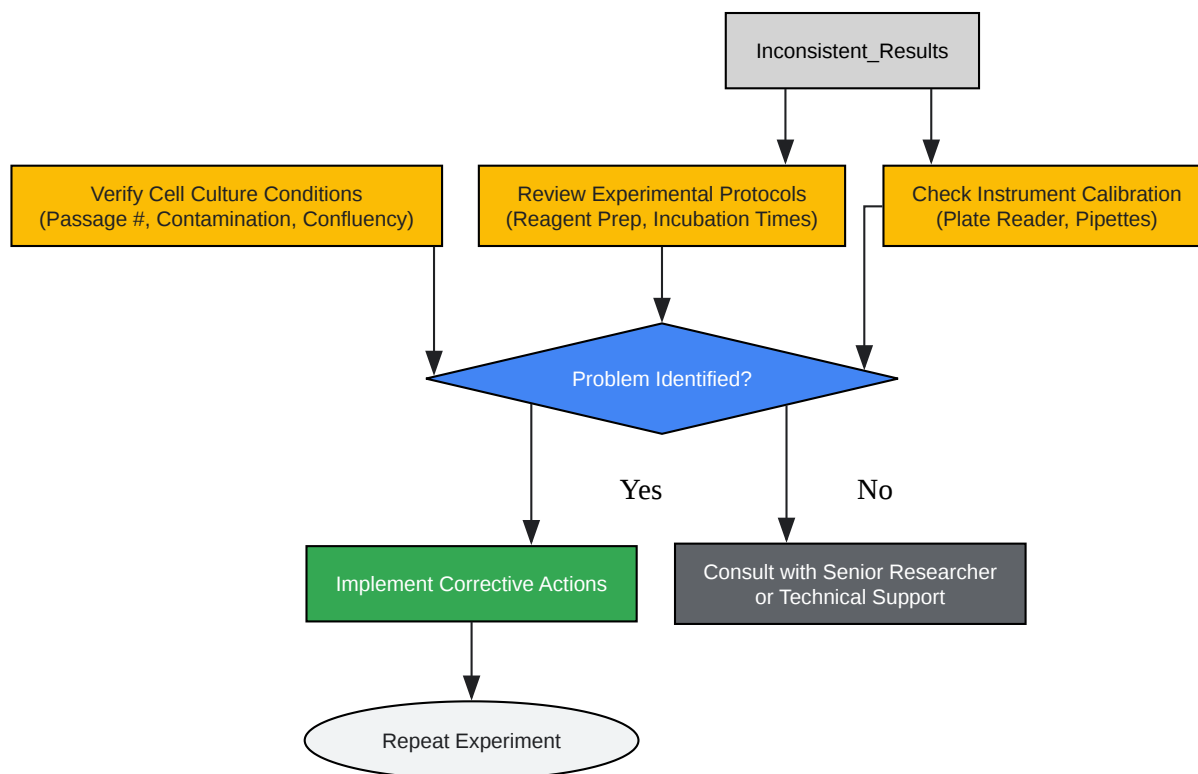 Inconsistent_Results
Verify Cell Culture Conditions
(Passage #, Contamination, Confluency)
Review Experimental Protocols
(Reagent Prep, Incubation Times)
Check Instrument Calibration
(Plate Reader, Pipettes)
Problem Identified?
Yes
No
Implement Corrective Actions
Consult with Senior Researcher
or Technical Support
Repeat Experiment